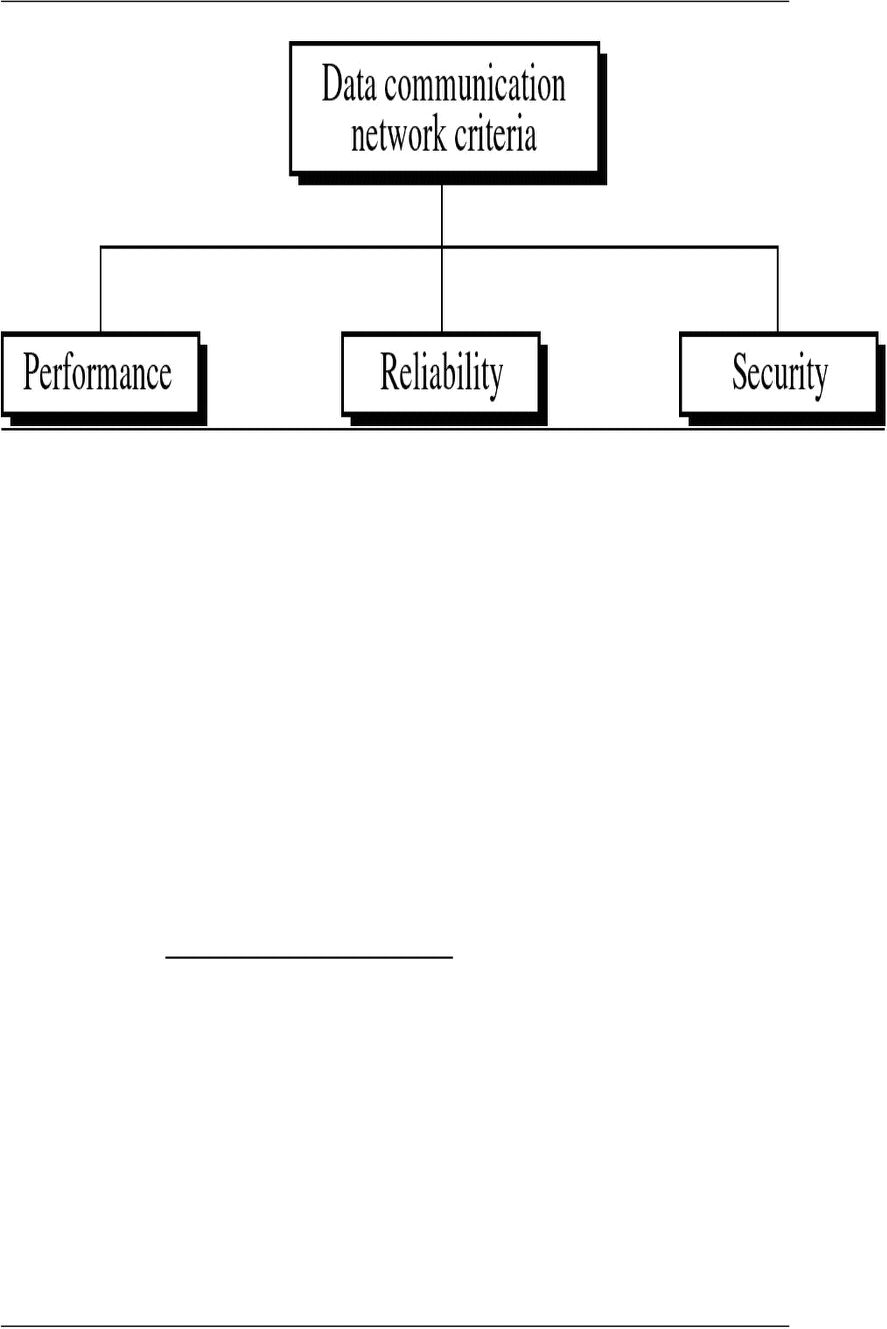 Data communication
network criteria
Performance
Reliability
Security